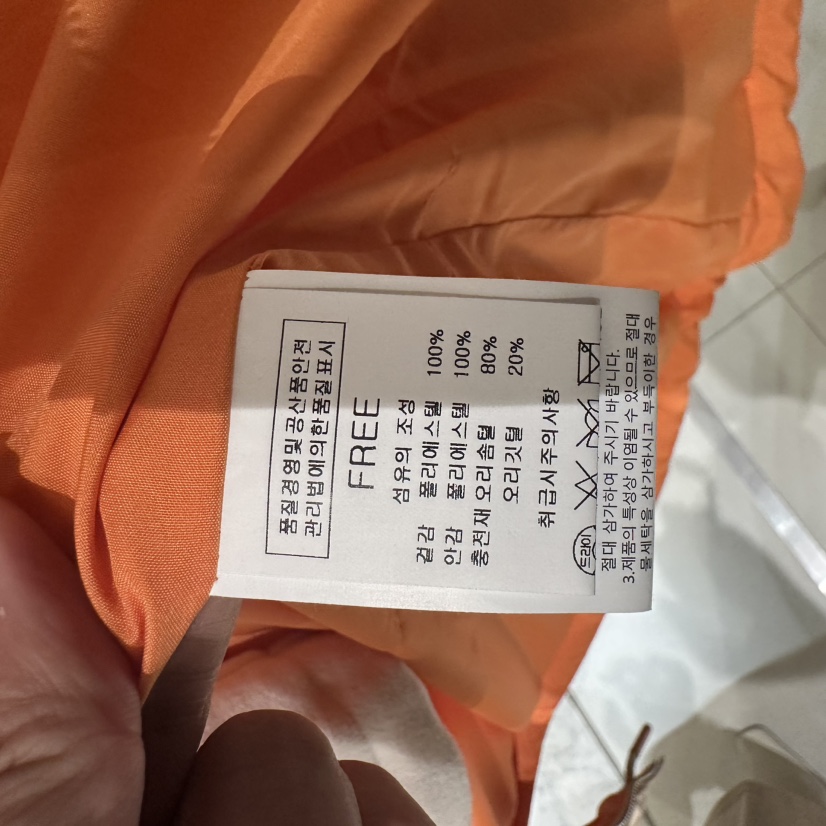 품질경영및공산품안전
관리법에의한품질표시
FREE
섬유의 조성
겉감 폴리에스텔 100%
안감 폴리에스텔 100%
충전재 오리솜털 80%
오리깃털 20%
취급시주의사항
드라이
절대 삼가하여 주시기 바랍니다.
3.제품의 특성상 이염될 수 있으므로 절대
물세탁을 삼가하시고 부득이한 경우